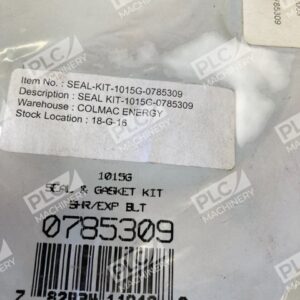 0785309
Item No. : SEAL-KIT-1015G-0785309
Description : SEAL KIT-1015G-0785309
Warehouse : COLMAC ENERGY
Stock Location : 18-G-16
1015G
SEAL & GASKET KIT
SHR/EXP BLT
0785309
PLC
MACHINERY